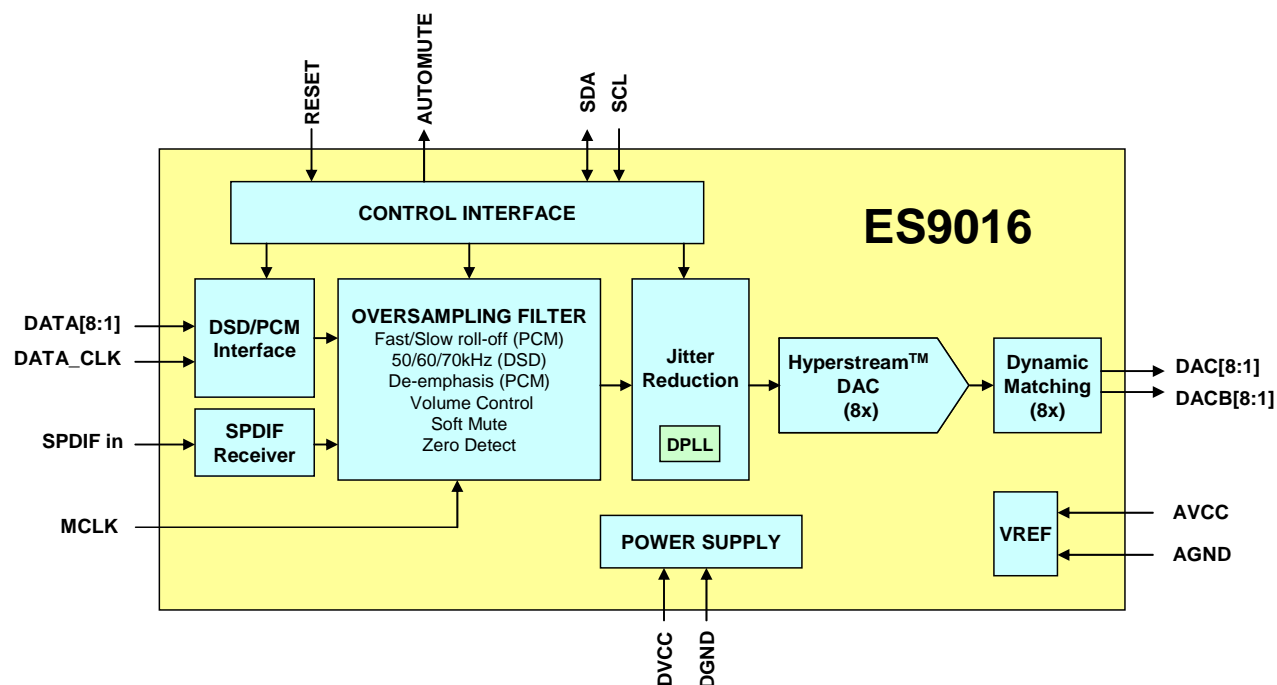 RESET
AUTOMUTE
SDA
SCL
CONTROL INTERFACE
ES9016
DATA[8:1]
DATA_CLK
DSD/PCM
Interface
OVERSAMPLING FILTER
Fast/Slow roll-off (PCM)
50/60/70kHz (DSD)
De-emphasis (PCM)
Volume Control
Soft Mute
Zero Detect
Jitter
Reduction
DPLL
Hyperstream™
DAC
(8x)
Dynamic
Matching
(8x)
DAC[8:1]
DACB[8:1]
SPDIF in
SPDIF
Receiver
MCLK
POWER SUPPLY
VREF
AVCC
AGND
DVCC
DGND